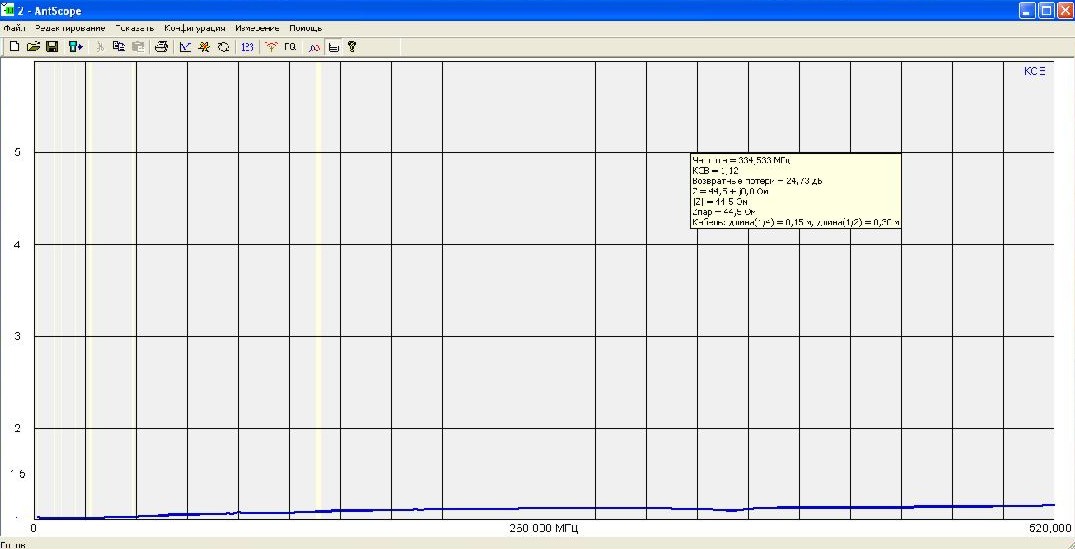 2 - AntScope
Файл Редактирование Показать Конфигурация Измерение Помощь
123
КСВ
5
Частота = 334,533 МГц
КСВ = 1,12
Возвратные потери = 24,73 дБ
Z = 44,5 + j0,0 Ом
|Z| = 44,5 Ом
Zпар = 44,5 Ом
Кабель: длина(1/4) = 0,15 м, длина(1/2) = 0,30 м
4
3
2
1.5
1
0
260,000 МГц
520,000
Готов